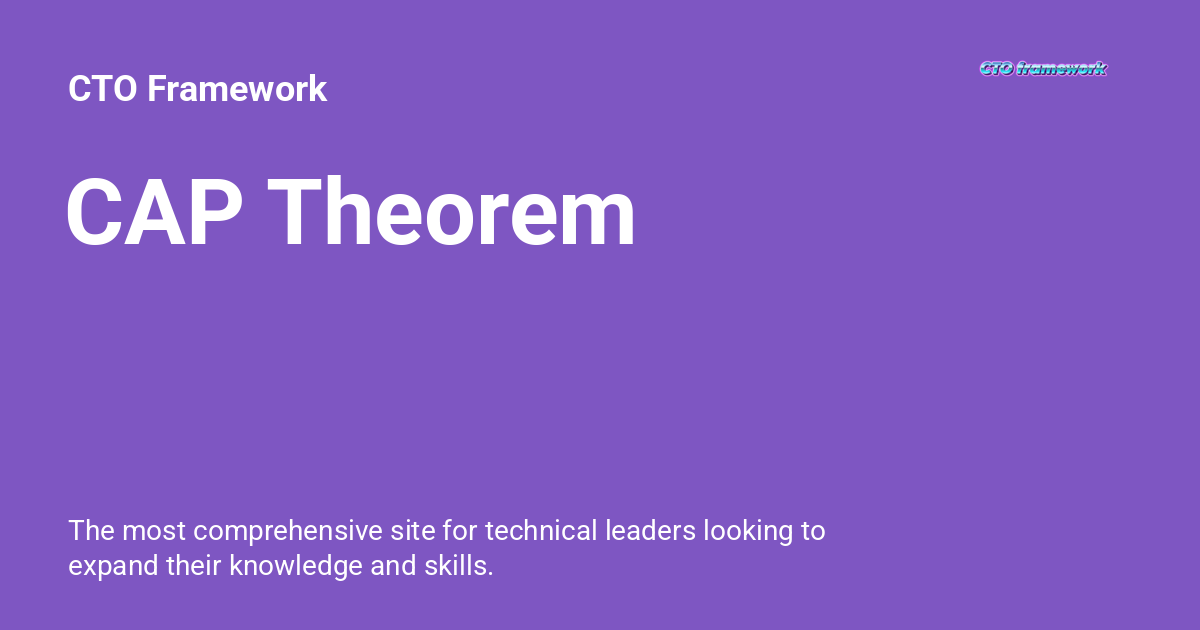 CTO Framework
CTO framework
CAP Theorem
The most comprehensive site for technical leaders looking to
expand their knowledge and skills.